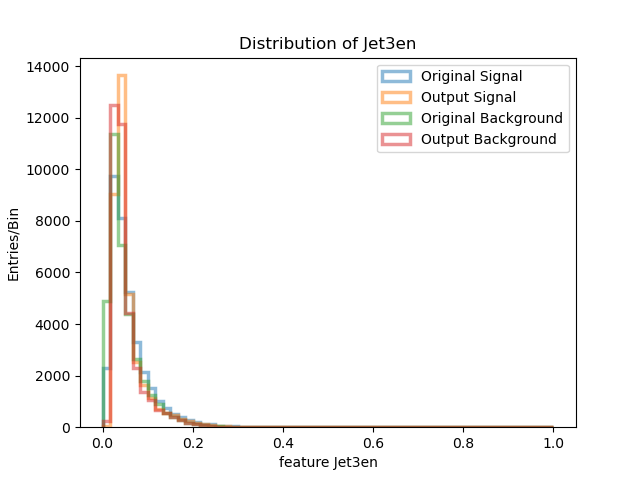 Distribution of Jet3en
Original Signal
Output Signal
Original Background
Output Background
Entries/Bin
14000
12000
10000
8000
6000
4000
2000
0
0.0 0.2 0.4 0.6 0.8 1.0
feature Jet3en